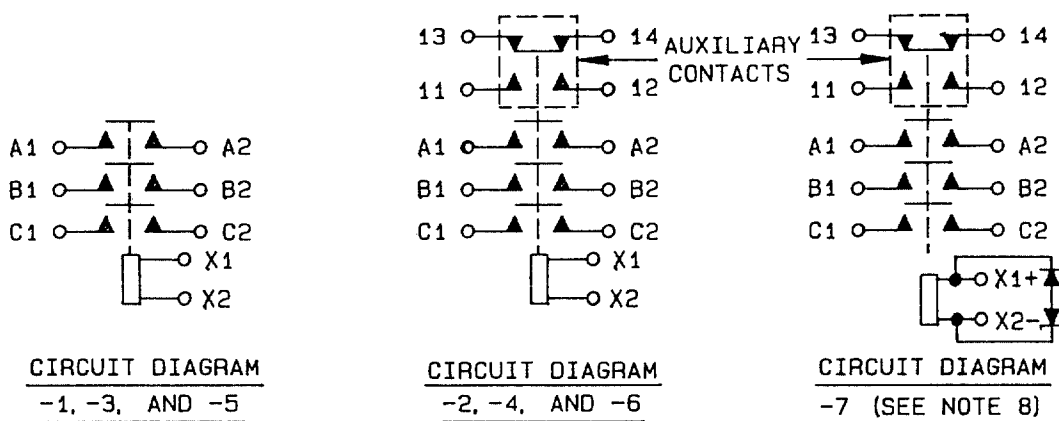 A1 A2
B1 B2
C1 C2
X1
X2
CIRCUIT DIAGRAM
-1, -3, AND -5
13 14
11 12
A1 A2
B1 B2
C1 C2
X1
X2
CIRCUIT DIAGRAM
-2, -4, AND -6
AUXILIARY
CONTACTS
13 14
11 12
A1 A2
B1 B2
C1 C2
X1+
X2-
CIRCUIT DIAGRAM
-7 (SEE NOTE 8)